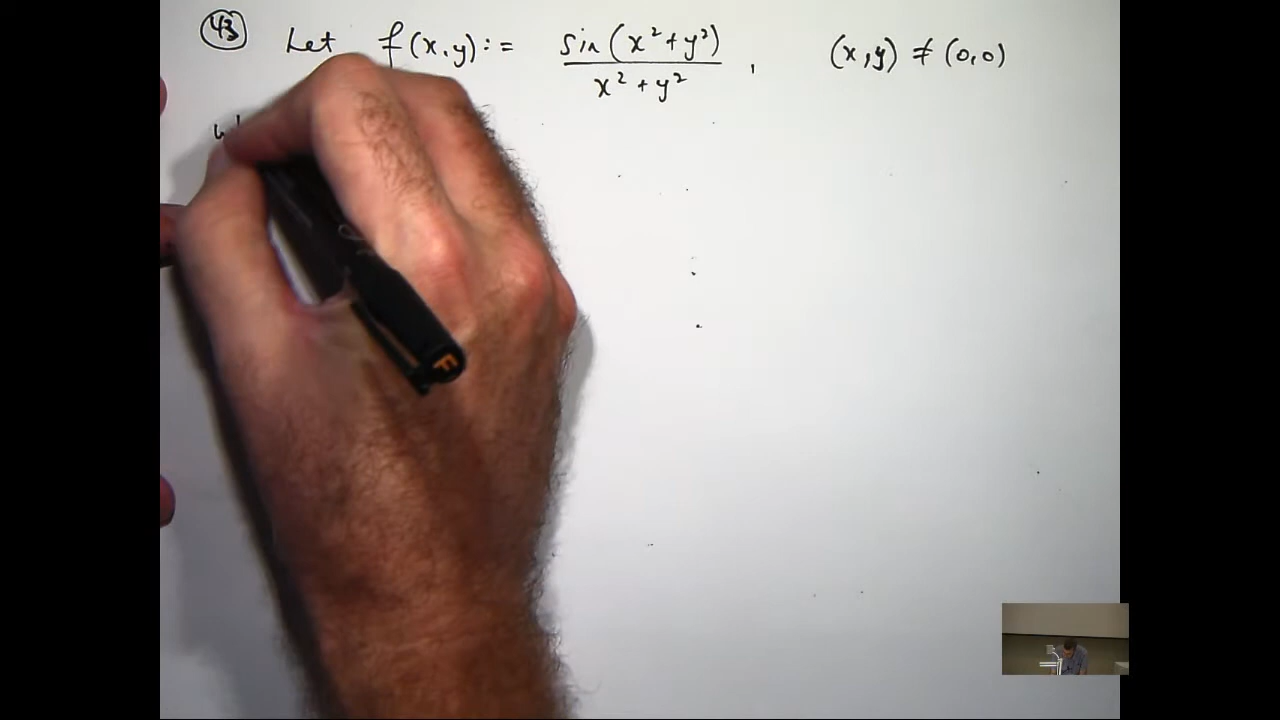 43 Let f(x,y) := sin(x²+y²) / x²+y² , (x,y) ≠ (0,0)
F